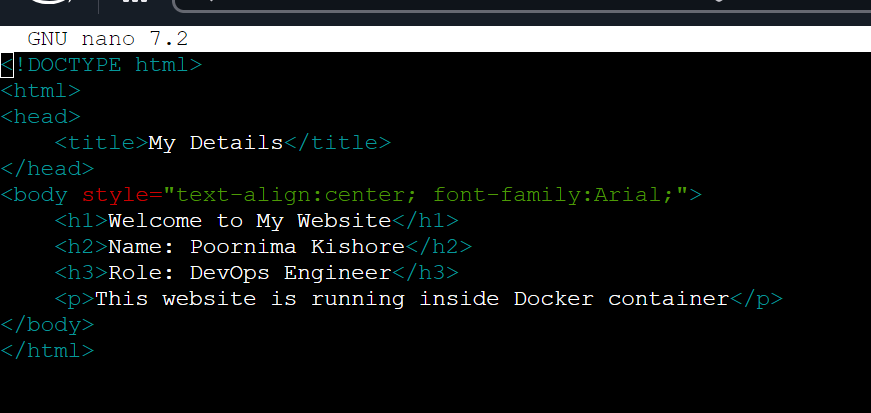 GNU nano 7.2
<!DOCTYPE html>
<html>
<head>
    <title>My Details</title>
</head>
<body style="text-align:center; font-family:Arial;">
    <h1>Welcome to My Website</h1>
    <h2>Name: Poornima Kishore</h2>
    <h3>Role: DevOps Engineer</h3>
    <p>This website is running inside Docker container</p>
</body>
</html>